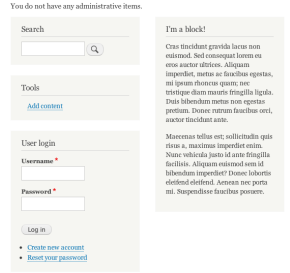 You do not have any administrative items.
Search
Tools
Add content
User login
Username *
Password *
Log in
Create new account
Reset your password
I'm a block!
Cras tincidunt gravida lacus non
euismod. Sed consequat lorem eu
eros auctor ultrices. Aliquam
imperdiet, metus ac faucibus egestas,
mi ipsum rhoncus quam; nec
tristique diam mauris fringilla ligula.
Duis bibendum metus non egestas
pretium. Donec rutrum faucibus orci,
auctor tincidunt ante.
Maecenas tellus est; sollicitudin quis
risus a, maximus imperdiet enim.
Nunc vehicula justo id ante fringilla
facilisis. Aliquam euismod sem id
bibendum imperdiet? Donec lobortis
eleifend eleifend. Aenean nec porta
mi. Suspendisse faucibus posuere.